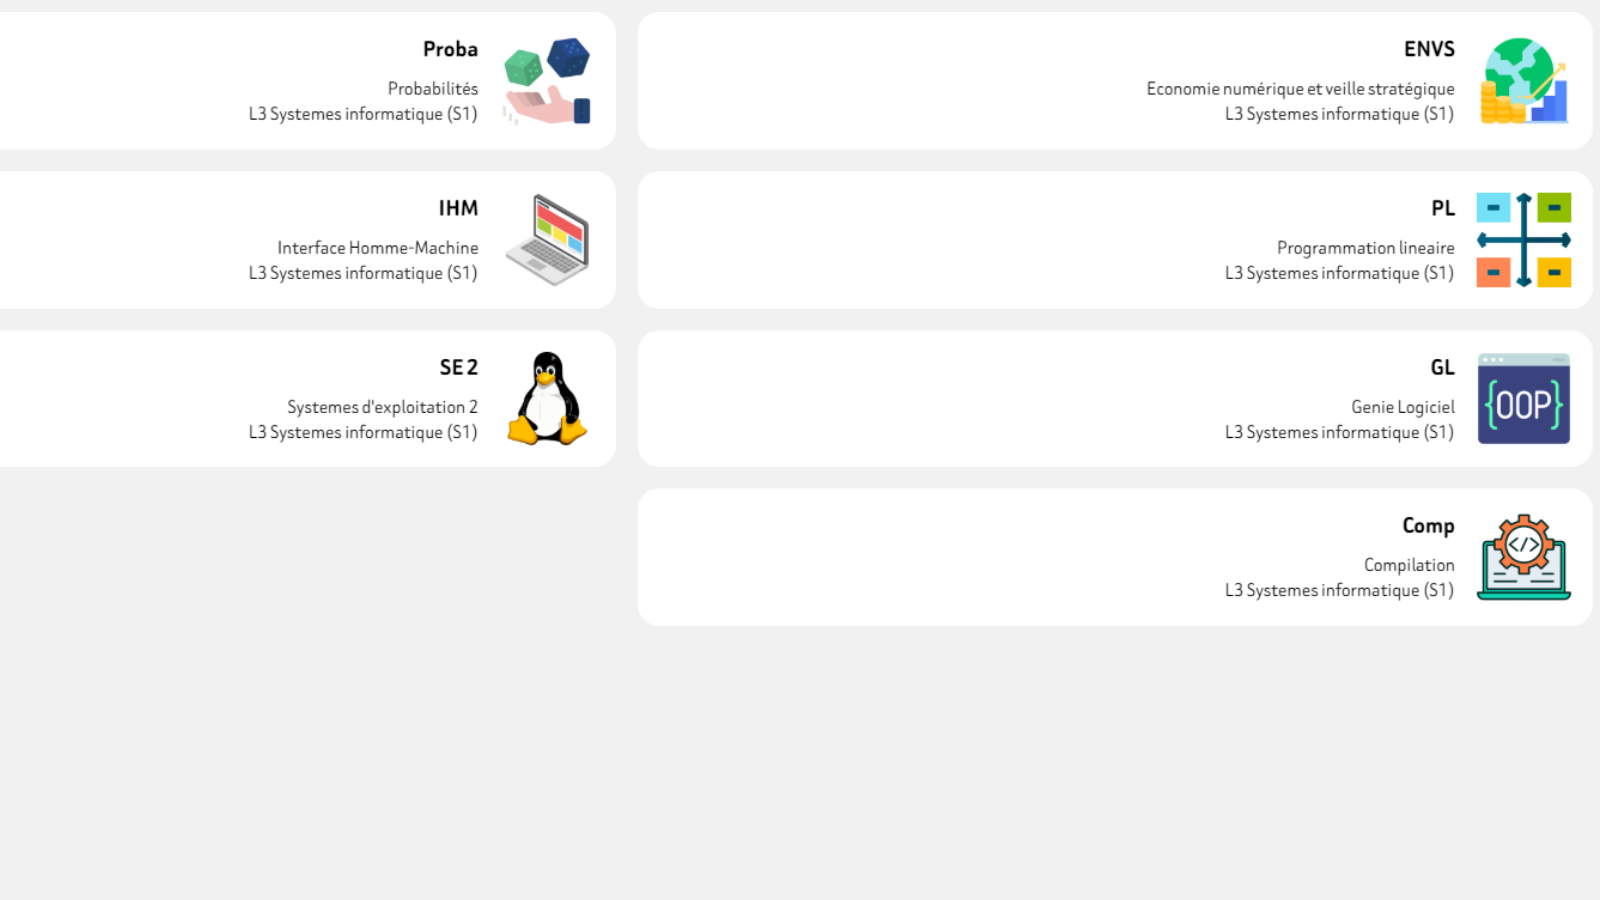 Proba
Probabilités
L3 Systemes informatique (S1)
ENVS
Economie numérique et veille stratégique
L3 Systemes informatique (S1)
IHM
Interface Homme-Machine
L3 Systemes informatique (S1)
PL
Programmation lineaire
L3 Systemes informatique (S1)
SE 2
Systemes d'exploitation 2
L3 Systemes informatique (S1)
GL
Genie Logiciel
L3 Systemes informatique (S1)
{OOP}
Comp
Compilation
L3 Systemes informatique (S1)
</>